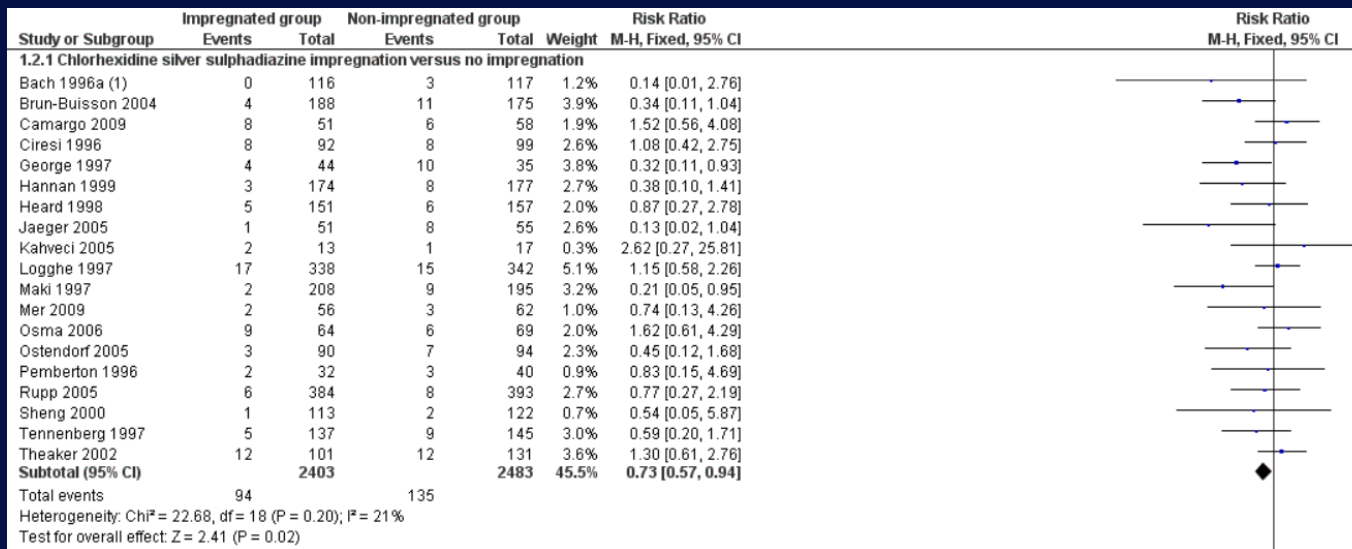 Impregnated group Non-impregnated group Risk Ratio Risk Ratio
Study or Subgroup Events Total Events Total Weight M-H, Fixed, 95% CI M-H, Fixed, 95% CI
1.2.1 Chlorhexidine silver sulphadiazine impregnation versus no impregnation
Bach 1996a (1) 0 116 3 117 1.2% 0.14 [0.01, 2.76]
Brun-Buisson 2004 4 188 11 175 3.9% 0.34 [0.11, 1.04]
Camargo 2009 8 51 6 58 1.9% 1.52 [0.56, 4.08]
Ciresi 1996 8 92 8 99 2.6% 1.08 [0.42, 2.75]
George 1997 4 44 10 35 3.8% 0.32 [0.11, 0.93]
Hannan 1999 3 174 8 177 2.7% 0.38 [0.10, 1.41]
Heard 1998 5 151 6 157 2.0% 0.87 [0.27, 2.78]
Jaeger 2005 1 51 8 55 2.6% 0.13 [0.02, 1.04]
Kahveci 2005 2 13 1 17 0.3% 2.62 [0.27, 25.81]
Logghe 1997 17 338 15 342 5.1% 1.15 [0.58, 2.26]
Maki 1997 2 208 9 195 3.2% 0.21 [0.05, 0.95]
Mer 2009 2 56 3 62 1.0% 0.74 [0.13, 4.26]
Osma 2006 9 64 6 69 2.0% 1.62 [0.61, 4.29]
Ostendorf 2005 3 90 7 94 2.3% 0.45 [0.12, 1.68]
Pemberton 1996 2 32 3 40 0.9% 0.83 [0.15, 4.69]
Rupp 2005 6 384 8 393 2.7% 0.77 [0.27, 2.19]
Sheng 2000 1 113 2 122 0.7% 0.54 [0.05, 5.87]
Tennenberg 1997 5 137 9 145 3.0% 0.59 [0.20, 1.71]
Theaker 2002 12 101 12 131 3.6% 1.30 [0.61, 2.76]
Subtotal (95% CI) 2403 2483 45.5% 0.73 [0.57, 0.94]
Total events 94 135
Heterogeneity: Chi² = 22.68, df = 18 (P = 0.20); I² = 21%
Test for overall effect: Z = 2.41 (P = 0.02)